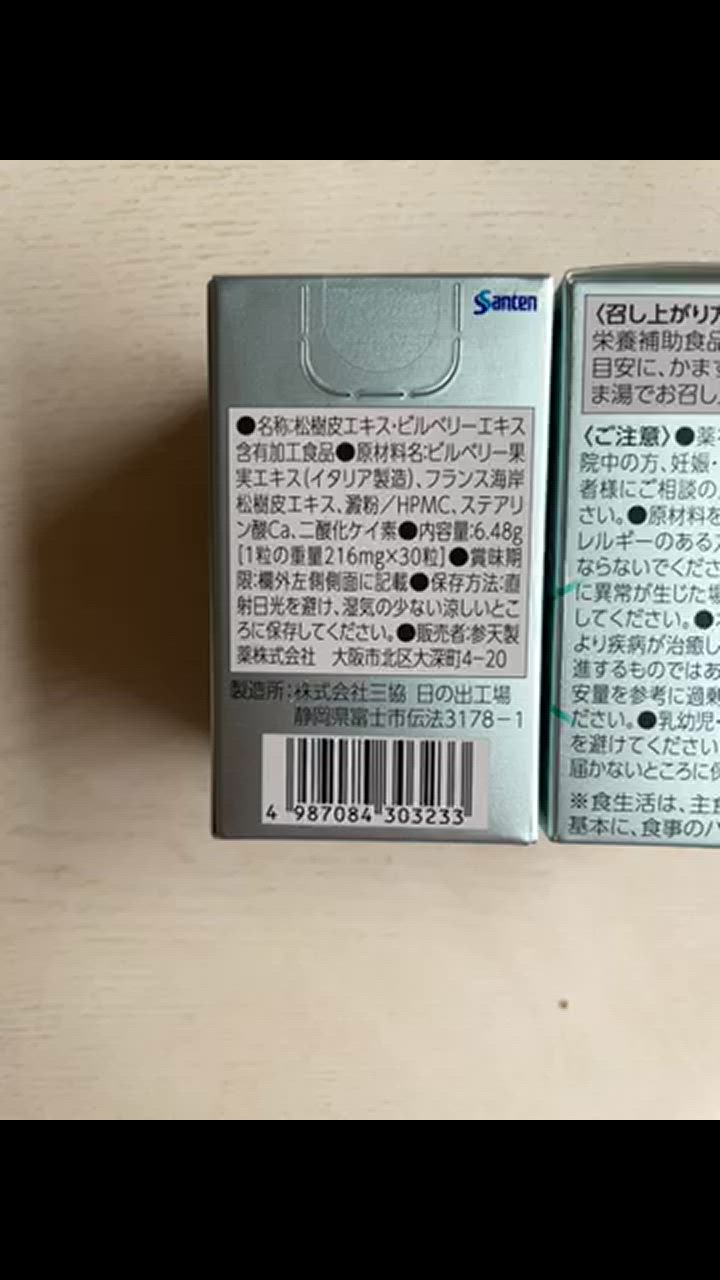 Santen
●名称:松樹皮エキス・ビルベリーエキス
含有加工食品●原材料名:ビルベリー果
実エキス(イタリア製造)、フランス海岸
松樹皮エキス、澱粉/HPMC、ステアリ
ン酸Ca、二酸化ケイ素●内容量:6.48g
[1粒の重量216mg×30粒]●賞味期
限:欄外左側側面に記載●保存方法:直
射日光を避け、湿気の少ない涼しいとこ
ろに保存してください。●販売者:参天製
薬株式会社 大阪市北区大深町4-20
製造所:株式会社三協 日の出工場
静岡県富士市伝法3178-1
4 987084 303233
〈召し上がり方
栄養補助食品
目安に、かます
ま湯でお召し上
〈ご注意〉●薬
院中の方、妊娠・
者様にご相談の
さい。●原材料を
レルギーのある
ならないでくださ
に異常が生じた場
してください。●
より疾病が治癒し
進するものではあ
安量を参考に過剰
ください。●乳幼児・
を避けてください
届かないところに保
※食生活は、主食
基本に、食事のバ